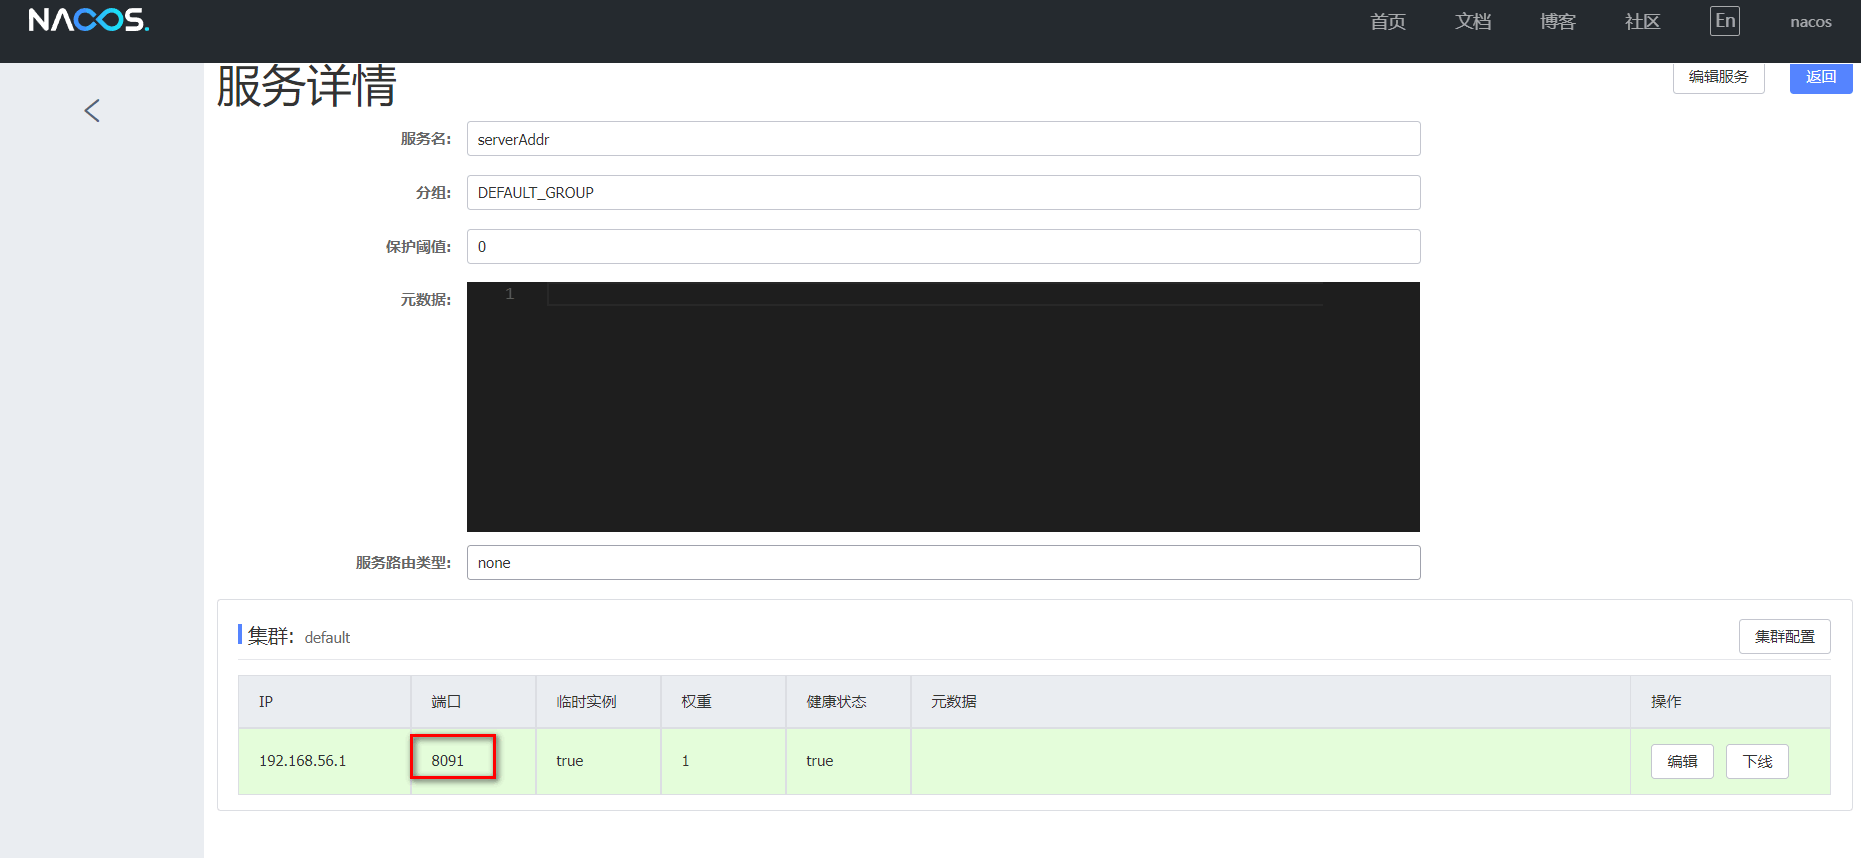 NACOS. 首页 文档 博客 社区 En nacos
服务详情 编辑服务 返回
服务名: serverAddr
分组: DEFAULT_GROUP
保护阈值: 0
元数据: 1
服务路由类型: none
集群: default 集群配置
IP 端口 临时实例 权重 健康状态 元数据 操作
192.168.56.1 8091 true 1 true 编辑 下线